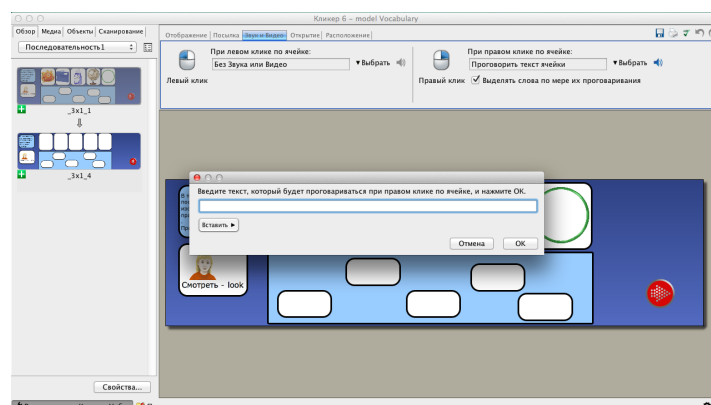 Кликер 6 – model Vocabulary
Обзор Медиа Объекты Сканирование
Отображение Посылка Звук и Видео Открытие Расположение
Последовательность1
При левом клике по ячейке:
Без Звука или Видео
▼Выбрать
Левый клик
При правом клике по ячейке:
Проговорить текст ячейки
▼Выбрать
Правый клик
Выделять слова по мере их проговаривания
_3x1_1
_3x1_4
Введите текст, который будет проговариваться при правом клике по ячейке, и нажмите ОК.
Вставить ▶
Отмена
ОК
Смотреть - look
Свойства...